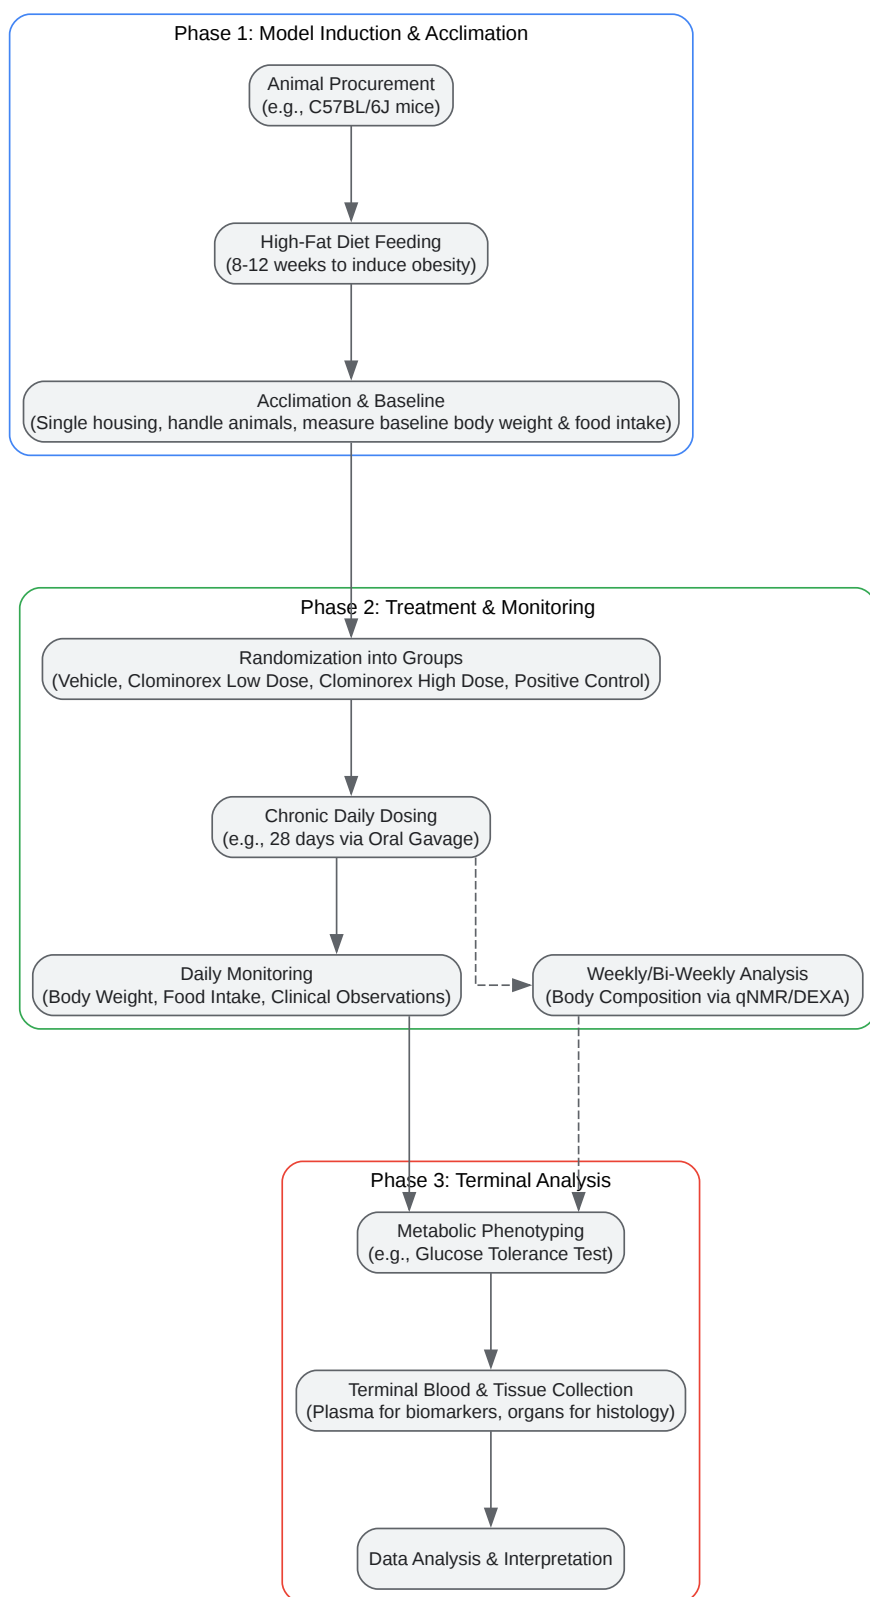 Phase 1: Model Induction & Acclimation
Animal Procurement
(e.g., C57BL/6J mice)
High-Fat Diet Feeding
(8-12 weeks to induce obesity)
Acclimation & Baseline
(Single housing, handle animals, measure baseline body weight & food intake)
Phase 2: Treatment & Monitoring
Randomization into Groups
(Vehicle, Clominorex Low Dose, Clominorex High Dose, Positive Control)
Chronic Daily Dosing
(e.g., 28 days via Oral Gavage)
Daily Monitoring
(Body Weight, Food Intake, Clinical Observations)
Weekly/Bi-Weekly Analysis
(Body Composition via qNMR/DEXA)
Phase 3: Terminal Analysis
Metabolic Phenotyping
(e.g., Glucose Tolerance Test)
Terminal Blood & Tissue Collection
(Plasma for biomarkers, organs for histology)
Data Analysis & Interpretation